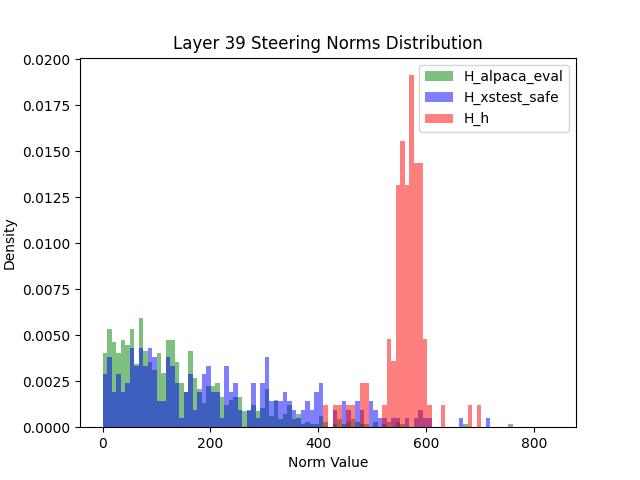 Layer 39 Steering Norms Distribution
H_alpaca_eval
H_xstest_safe
H_h
0.0200
0.0175
0.0150
0.0125
0.0100
0.0075
0.0050
0.0025
0.0000
Density
0 200 400 600 800
Norm Value